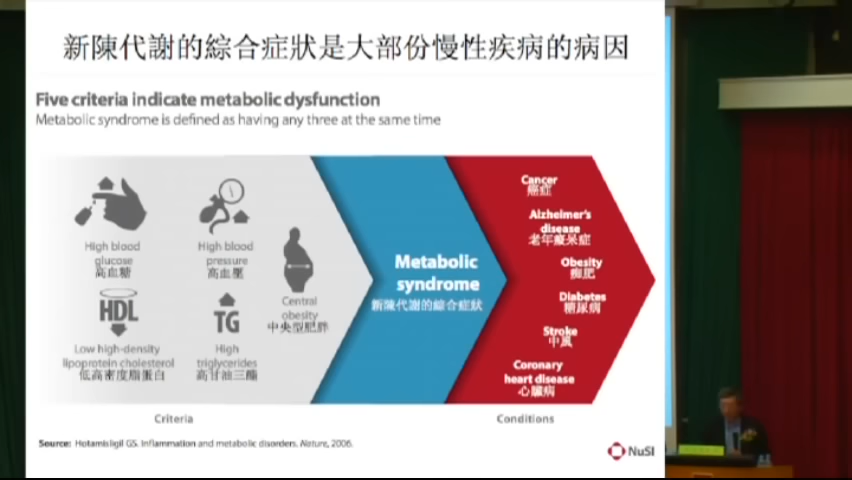 新陳代謝的綜合症狀是大部份慢性疾病的病因
Five criteria indicate metabolic dysfunction
Metabolic syndrome is defined as having any three at the same time
High blood
glucose
高血糖
High blood
pressure
高血壓
Central
obesity
中央型肥胖
HDL
Low high-density
lipoprotein cholesterol
低高密度脂蛋白
TG
High
triglycerides
高甘油三酯
Metabolic
syndrome
新陳代謝的綜合症狀
Cancer
癌症
Alzheimer's
disease
老年癡呆症
Obesity
痴肥
Diabetes
糖尿病
Stroke
中風
Coronary
heart disease
心臟病
Criteria
Conditions
Source: Hotamisligil GS. Inflammation and metabolic disorders. Nature, 2006.
NuSI